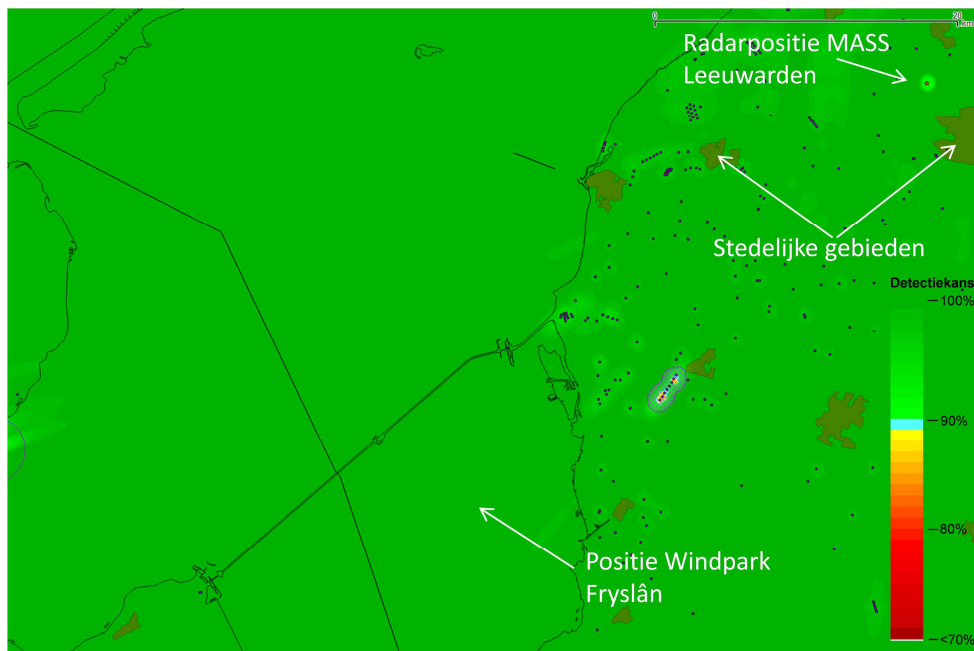 0 20
km
Radarpositie MASS
Leeuwarden
Stedelijke gebieden
Detectiekans
100%
90%
80%
<70%
Positie Windpark
Fryslân